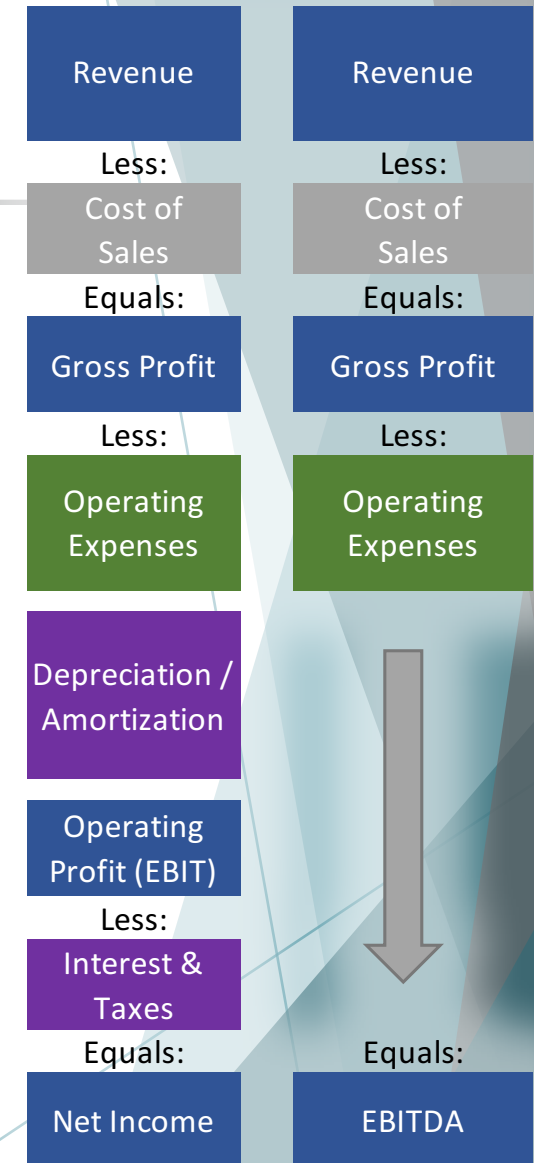 Revenue
Less:
Cost of
Sales
Equals:
Gross Profit
Less:
Operating
Expenses
Depreciation /
Amortization
Operating
Profit (EBIT)
Less:
Interest &
Taxes
Equals:
Net Income
Revenue
Less:
Cost of
Sales
Equals:
Gross Profit
Less:
Operating
Expenses
Equals:
EBITDA